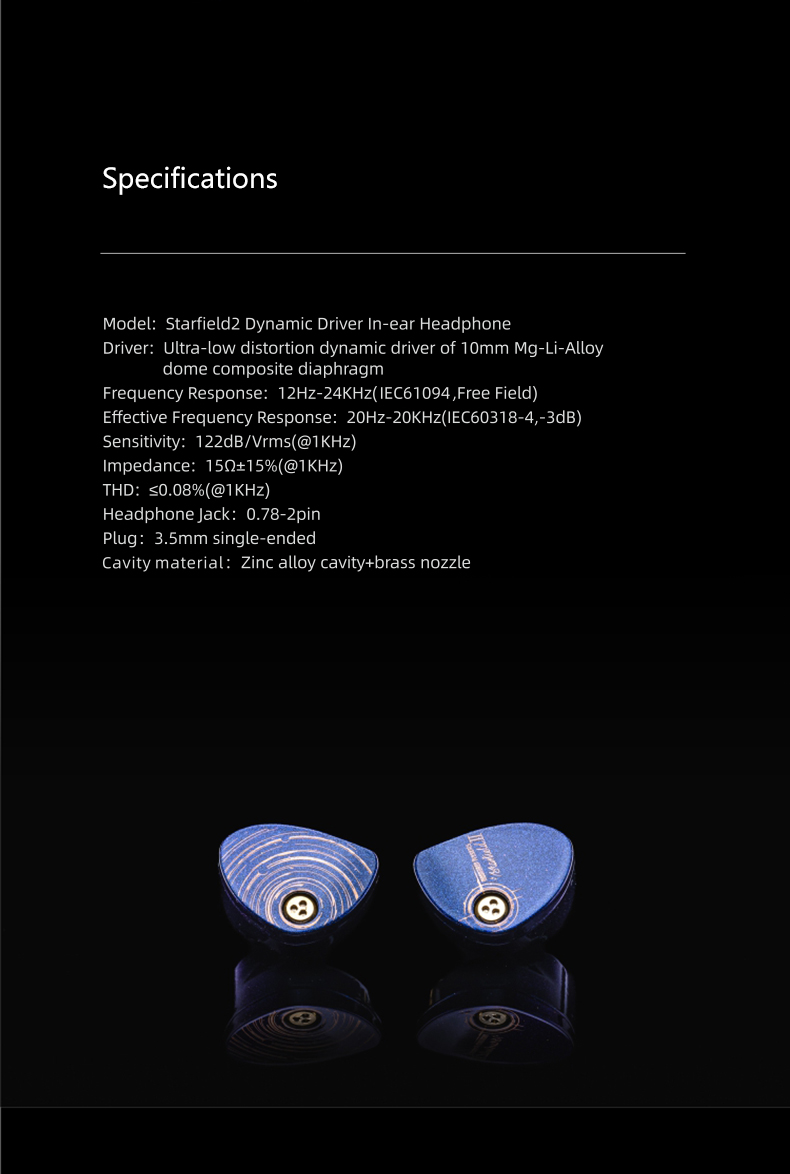 Specifications
Model：Starfield2 Dynamic Driver In-ear Headphone
Driver：Ultra-low distortion dynamic driver of 10mm Mg-Li-Alloy
dome composite diaphragm
Frequency Response：12Hz-24KHz(IEC61094,Free Field)
Effective Frequency Response：20Hz-20KHz(IEC60318-4,-3dB)
Sensitivity：122dB/Vrms(@1KHz)
Impedance：15Ω±15%(@1KHz)
THD：≤0.08%(@1KHz)
Headphone Jack：0.78-2pin
Plug：3.5mm single-ended
Cavity material：Zinc alloy cavity+brass nozzle